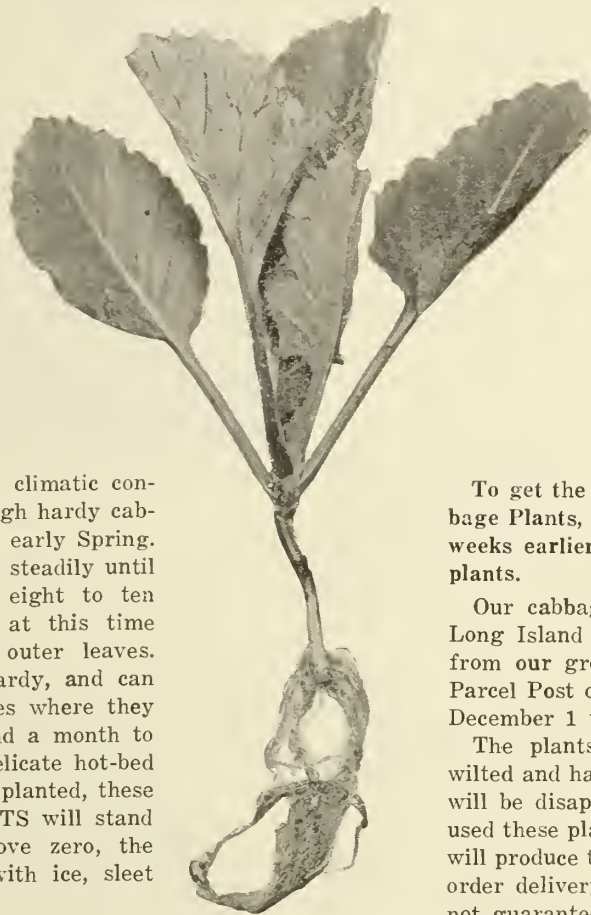 climatic con-
gh hardy cab-
early Spring.
steadily until
eight to ten
at this time
outer leaves.
ardy, and can
es where they
nd a month to
elicate hot-bed
planted, these
TS will stand
ove zero, the
with ice, sleet
To get the
bage Plants,
weeks earlier
plants.
Our cabbag
Long Island
from our gr
Parcel Post o
December 1
The plants
wilted and ha
will be disap
used these pla
will produce t
order deliver
not guarante